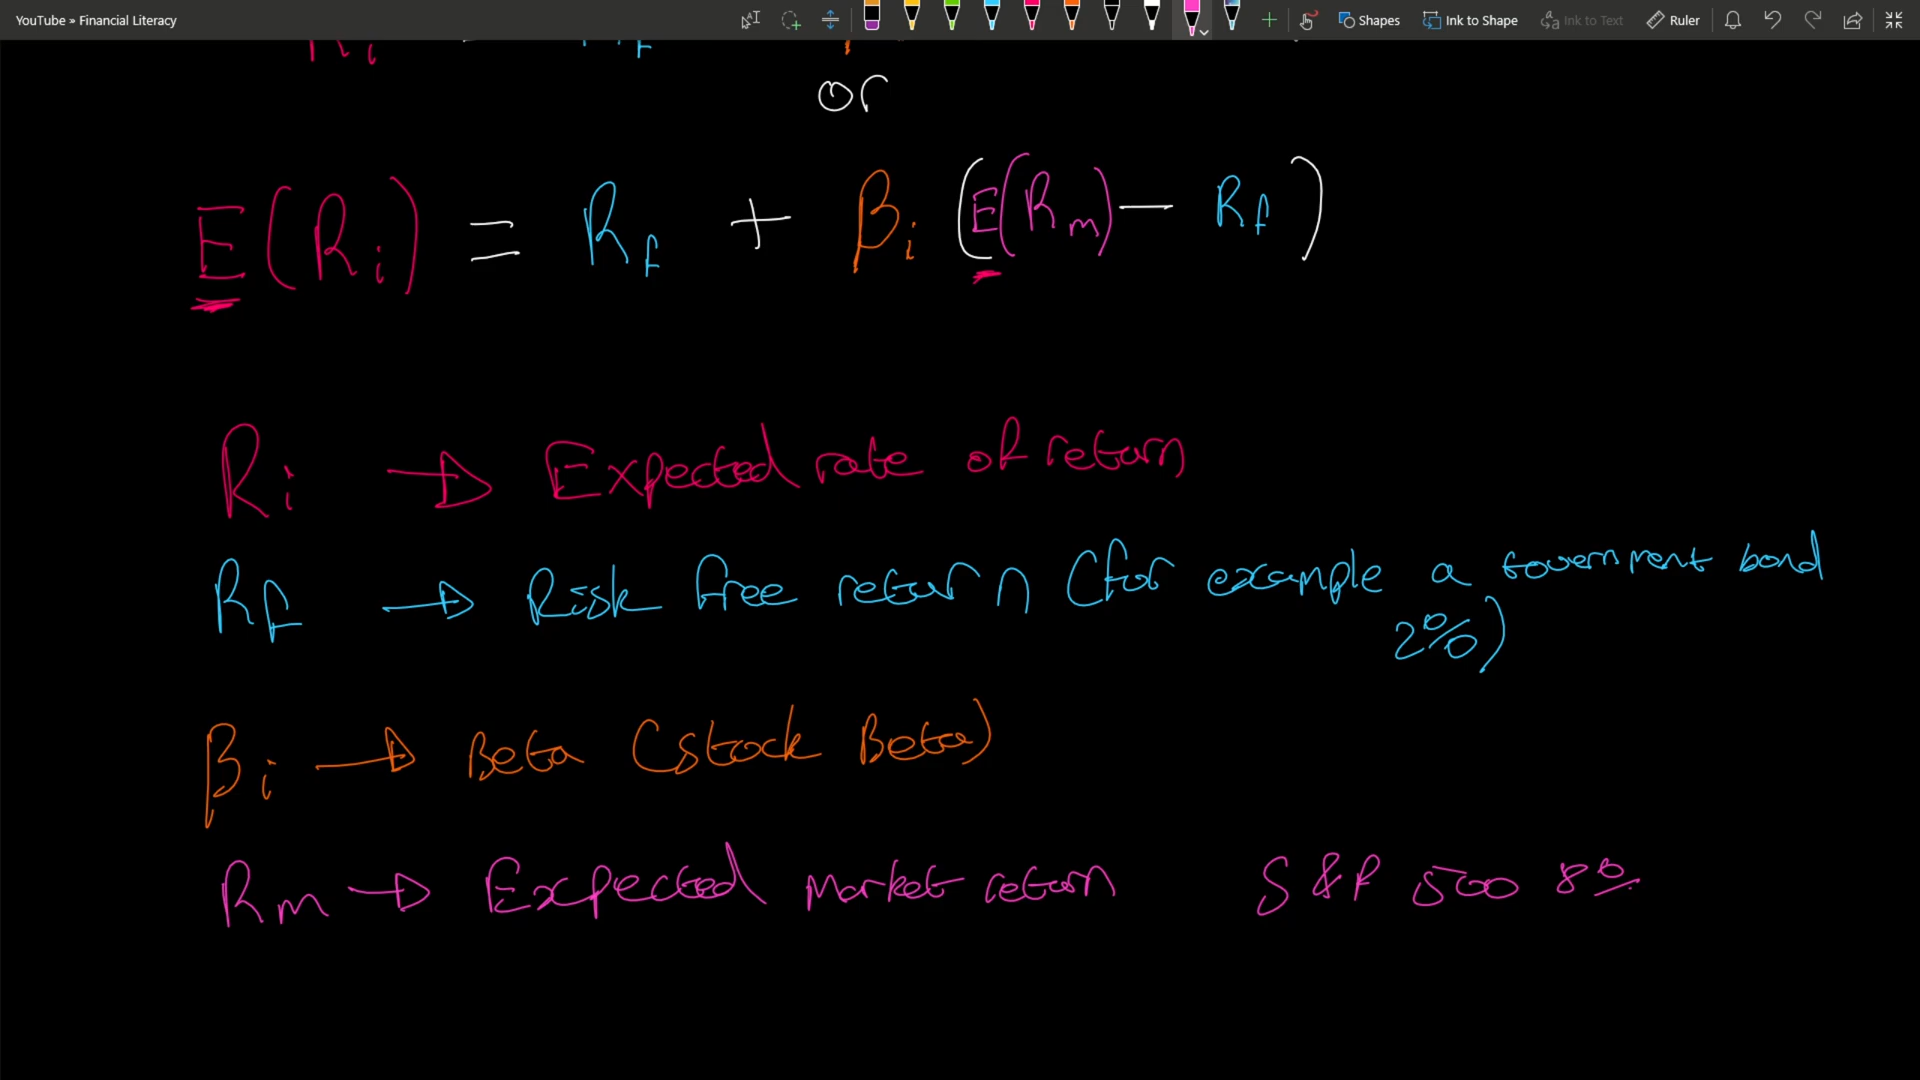 YouTube » Financial Literacy Shapes Ink to Shape Ink to Text Ruler
or
E(Ri) = Rf + βi (E(Rm) — Rf)
Ri → Expected rate of return
Rf → Risk free return (for example a Government bond
2%)
βi → Beta (stock Beta)
Rm → Expected Market return S&P 500 8%